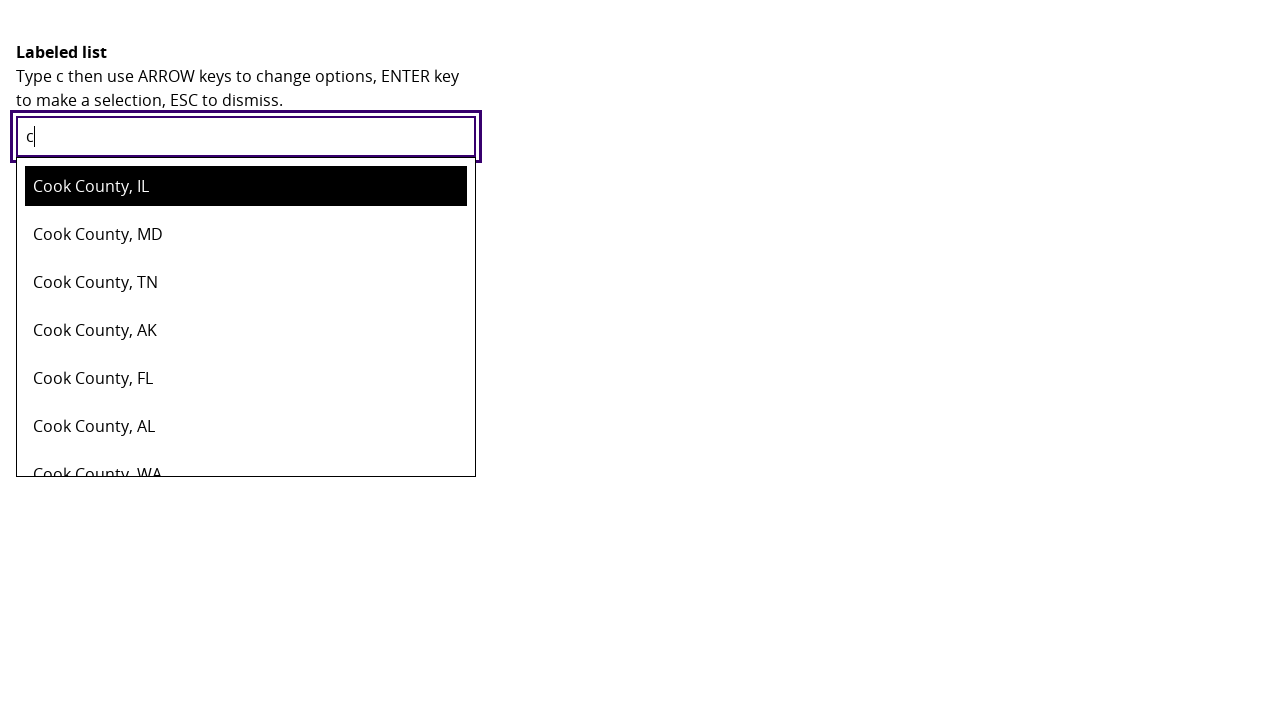 Labeled list
Type c then use ARROW keys to change options, ENTER key
to make a selection, ESC to dismiss.
c
Cook County, IL
Cook County, MD
Cook County, TN
Cook County, AK
Cook County, FL
Cook County, AL
Cook County, WA